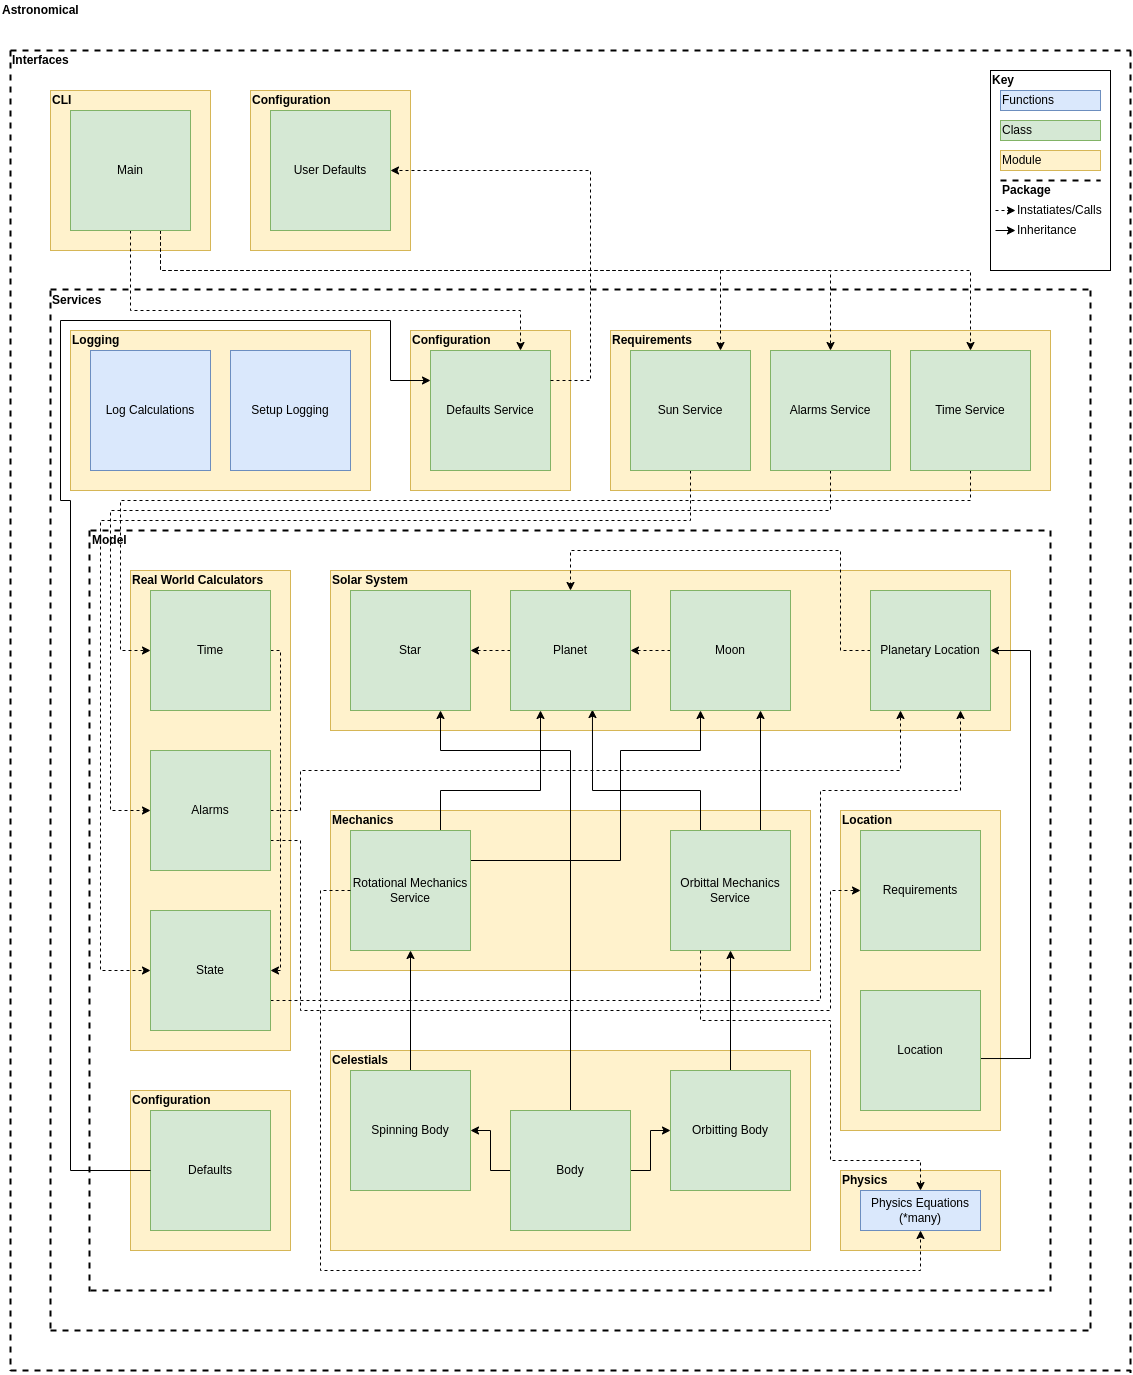 Astronomical
Interfaces
Key
Functions
Class
Module
Package
Instatiates/Calls
Inheritance
CLI
Main
Configuration
User Defaults
Services
Logging
Log Calculations
Setup Logging
Configuration
Defaults Service
Requirements
Sun Service
Alarms Service
Time Service
Model
Real World Calculators
Time
Alarms
State
Solar System
Star
Planet
Moon
Planetary Location
Mechanics
Rotational Mechanics
Service
Orbittal Mechanics
Service
Location
Requirements
Location
Configuration
Defaults
Celestials
Spinning Body
Body
Orbitting Body
Physics
Physics Equations
(*many)